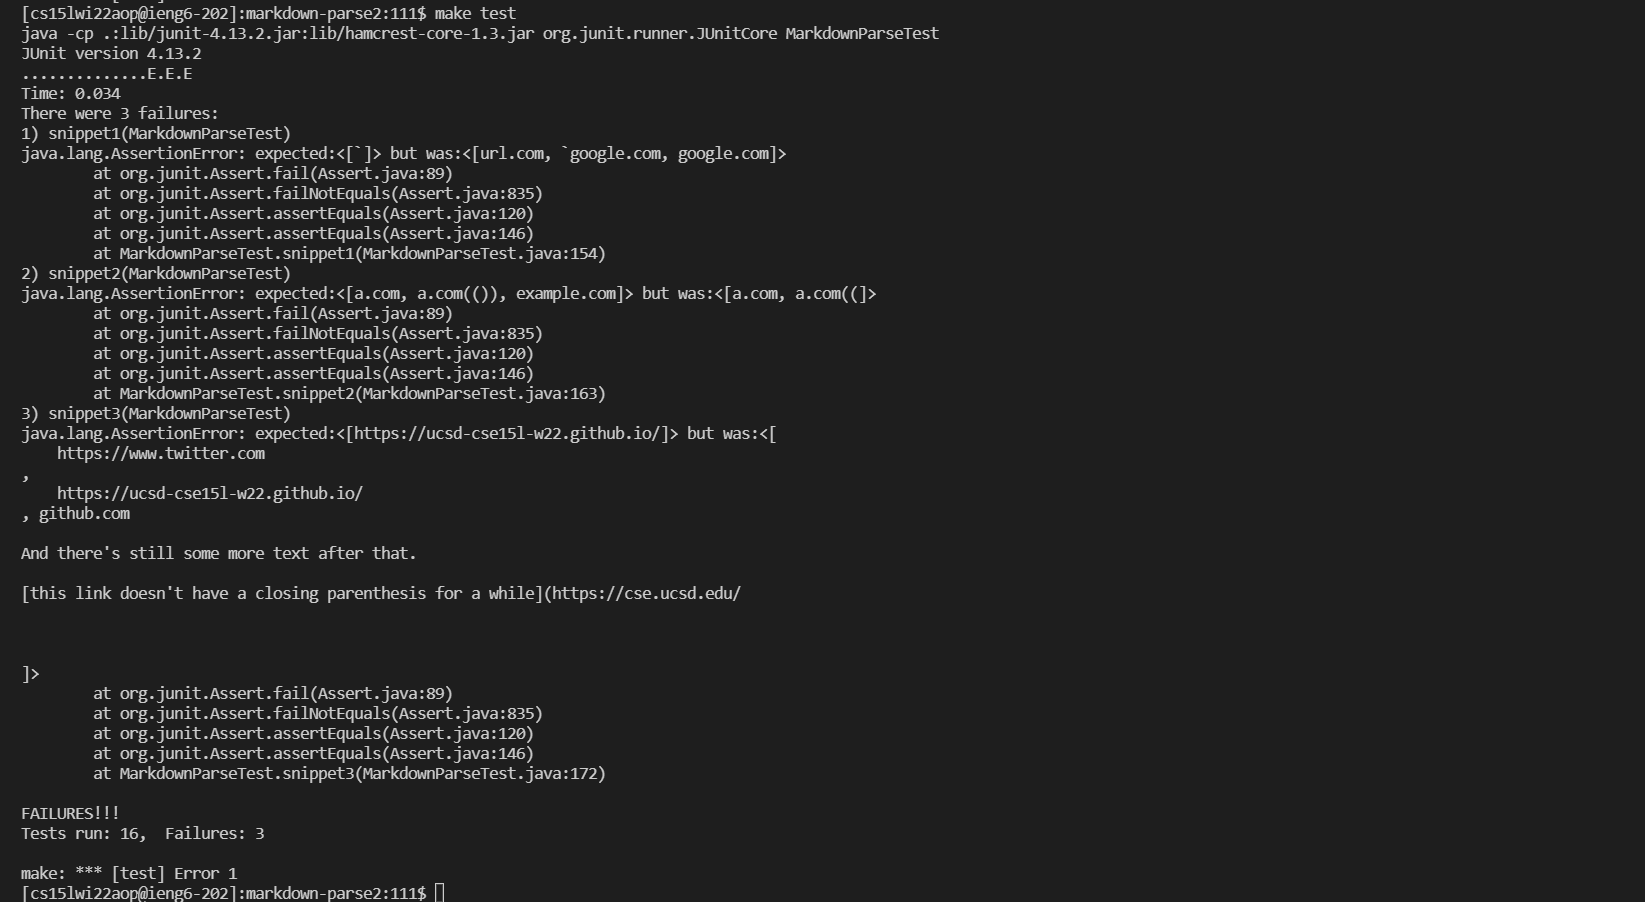 [cs15lwi22aop@ieng6-202]:markdown-parse2:111$ make test
java -cp .:lib/junit-4.13.2.jar:lib/hamcrest-core-1.3.jar org.junit.runner.JUnitCore MarkdownParseTest
JUnit version 4.13.2
..............E.E.E
Time: 0.034
There were 3 failures:
1) snippet1(MarkdownParseTest)
java.lang.AssertionError: expected:<[`]> but was:<[url.com, `google.com, google.com]>
        at org.junit.Assert.fail(Assert.java:89)
        at org.junit.Assert.failNotEquals(Assert.java:835)
        at org.junit.Assert.assertEquals(Assert.java:120)
        at org.junit.Assert.assertEquals(Assert.java:146)
        at MarkdownParseTest.snippet1(MarkdownParseTest.java:154)
2) snippet2(MarkdownParseTest)
java.lang.AssertionError: expected:<[a.com, a.com(()), example.com]> but was:<[a.com, a.com((]>
        at org.junit.Assert.fail(Assert.java:89)
        at org.junit.Assert.failNotEquals(Assert.java:835)
        at org.junit.Assert.assertEquals(Assert.java:120)
        at org.junit.Assert.assertEquals(Assert.java:146)
        at MarkdownParseTest.snippet2(MarkdownParseTest.java:163)
3) snippet3(MarkdownParseTest)
java.lang.AssertionError: expected:<[https://ucsd-cse15l-w22.github.io/]> but was:<[
    https://www.twitter.com
,
    https://ucsd-cse15l-w22.github.io/
, github.com

And there's still some more text after that.

[this link doesn't have a closing parenthesis for a while](https://cse.ucsd.edu/



]>
        at org.junit.Assert.fail(Assert.java:89)
        at org.junit.Assert.failNotEquals(Assert.java:835)
        at org.junit.Assert.assertEquals(Assert.java:120)
        at org.junit.Assert.assertEquals(Assert.java:146)
        at MarkdownParseTest.snippet3(MarkdownParseTest.java:172)

FAILURES!!!
Tests run: 16,  Failures: 3

make: *** [test] Error 1
[cs15lwi22aop@ieng6-202]:markdown-parse2:111$